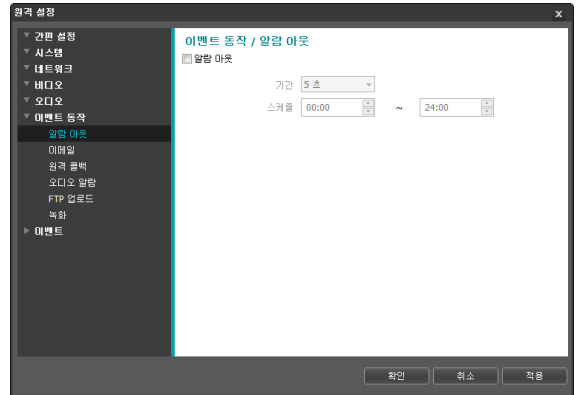 원격 설정 x
간편 설정
시스템
네트워크
비디오
오디오
이벤트 동작
알람 아웃
이메일
원격 콜백
오디오 알람
FTP 업로드
녹화
이벤트
이벤트 동작 / 알람 아웃
알람 아웃
기간 5 초
스케줄 00:00 ~ 24:00
확인 취소 적용